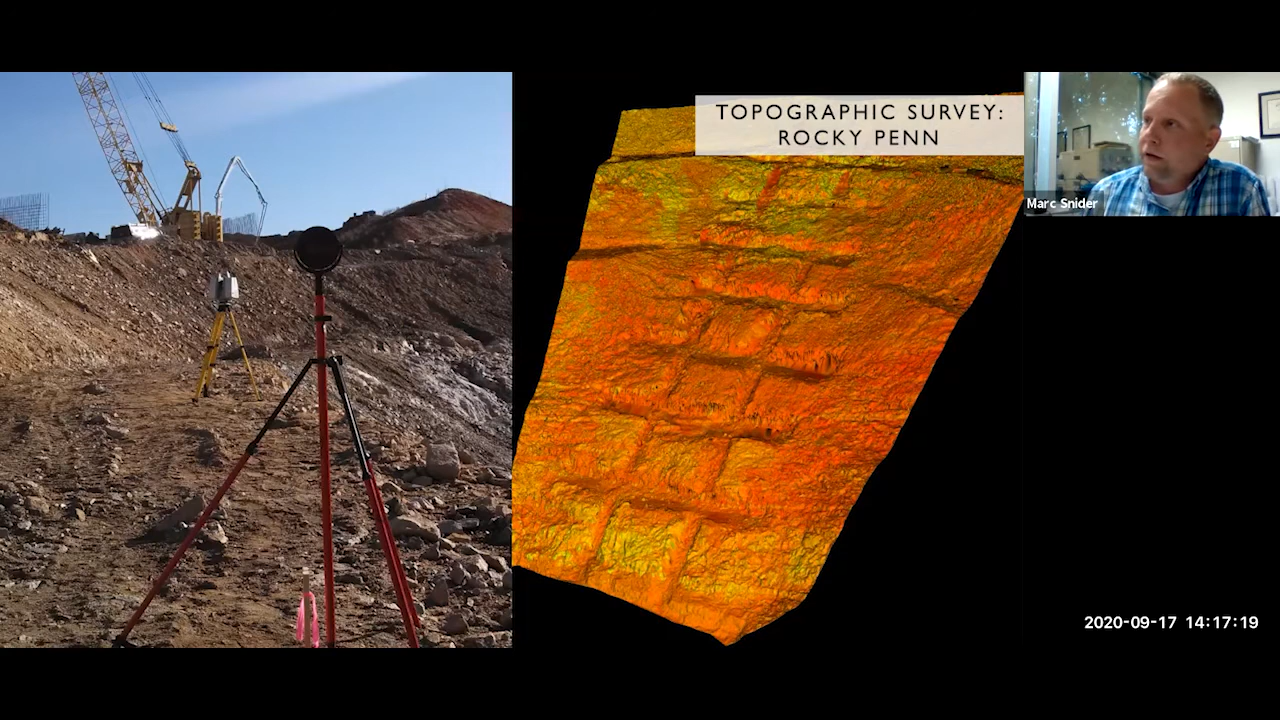 TOPOGRAPHIC SURVEY:
ROCKY PENN
Marc Snider
2020-09-17 14:17:19